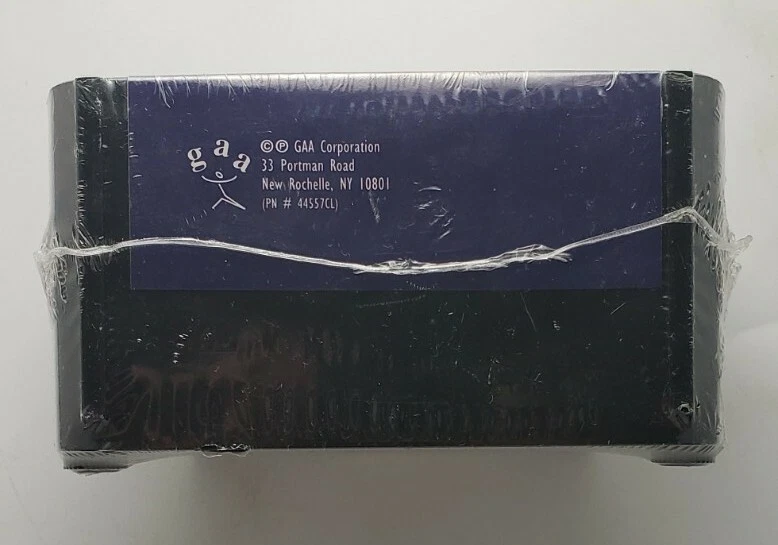 gaa
©℗ GAA Corporation
33 Portman Road
New Rochelle, NY 10801
(PN # 44557CL)